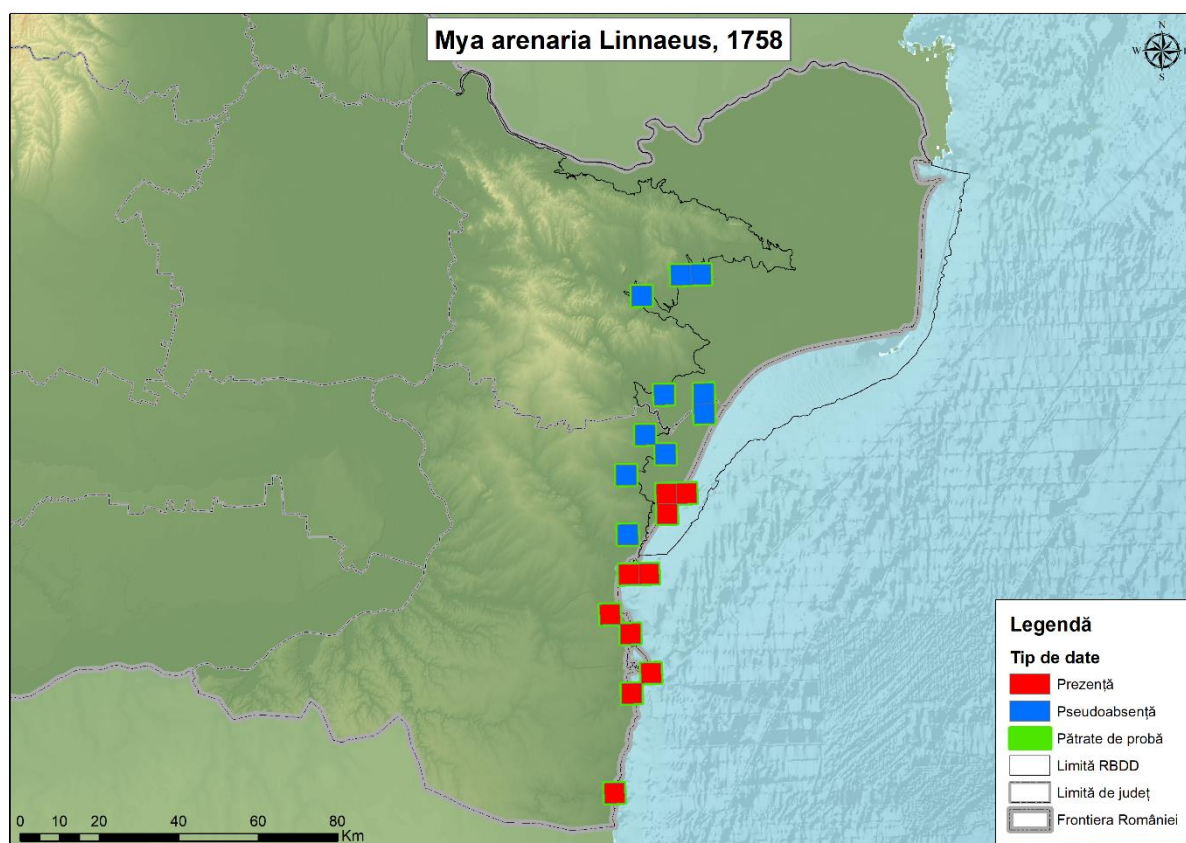 Mya arenaria Linnaeus, 1758
N
W
E
S
Legendă
Tip de date
Prezență
Pseudoabsență
Pătrate de probă
Limită RBDD
Limită de județ
Frontiera României
0 10 20 40 60 80
Km